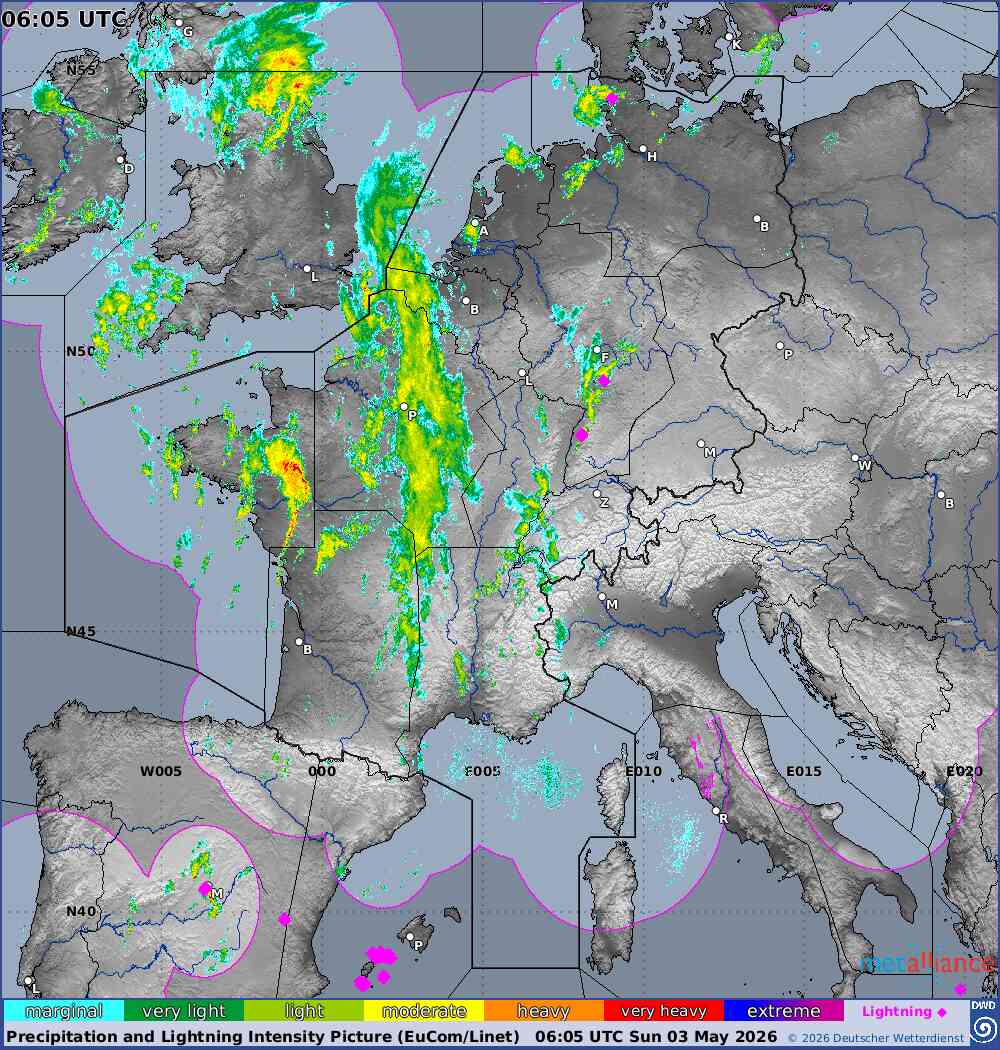 06:05 UTC
G
K
N55
D
H
A
B
L
B
N50
F
P
L
P
M
W
Z
B
M
N45
B
W005
000
E005
E010
E015
E020
R
M
N40
P
L
metalliance
marginal very light light moderate heavy very heavy extreme Lightning
DWD
Precipitation and Lightning Intensity Picture (EuCom/Linet) 06:05 UTC Sun 03 May 2026 © 2026 Deutscher Wetterdienst